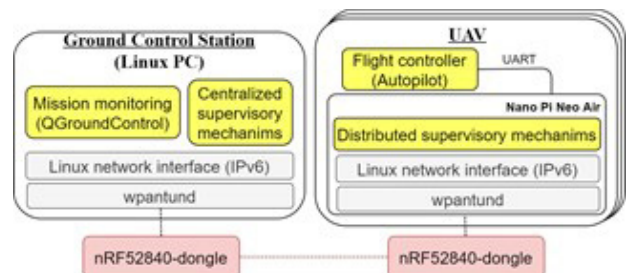 Ground Control Station
(Linux PC)
Mission monitoring
(QGroundControl)
Centralized
supervisory
mechanims
Linux network interface (IPv6)
wpantund
nRF52840-dongle
UAV
Flight controller
(Autopilot)
UART
Nano Pi Neo Air
Distributed supervisory mechanims
Linux network interface (IPv6)
wpantund
nRF52840-dongle